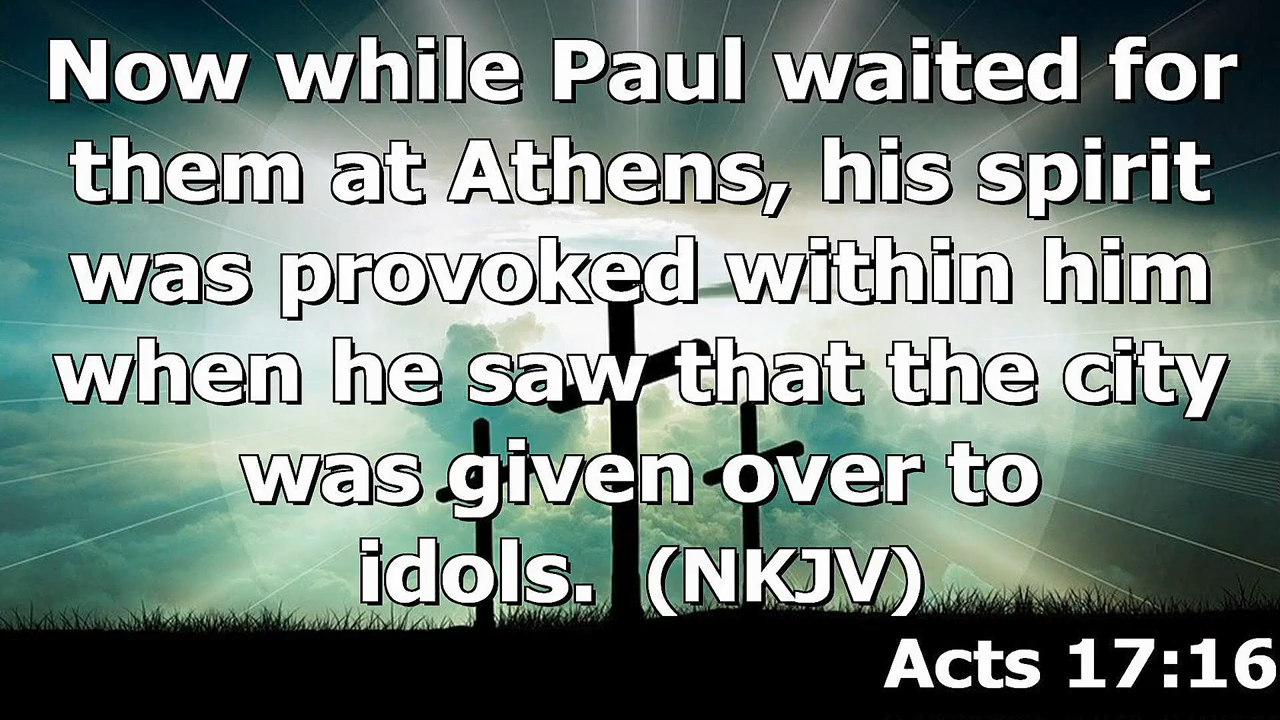 Now while Paul waited for
them at Athens, his spirit
was provoked within him
when he saw that the city
was given over to
idols.  (NKJV)
Acts 17:16